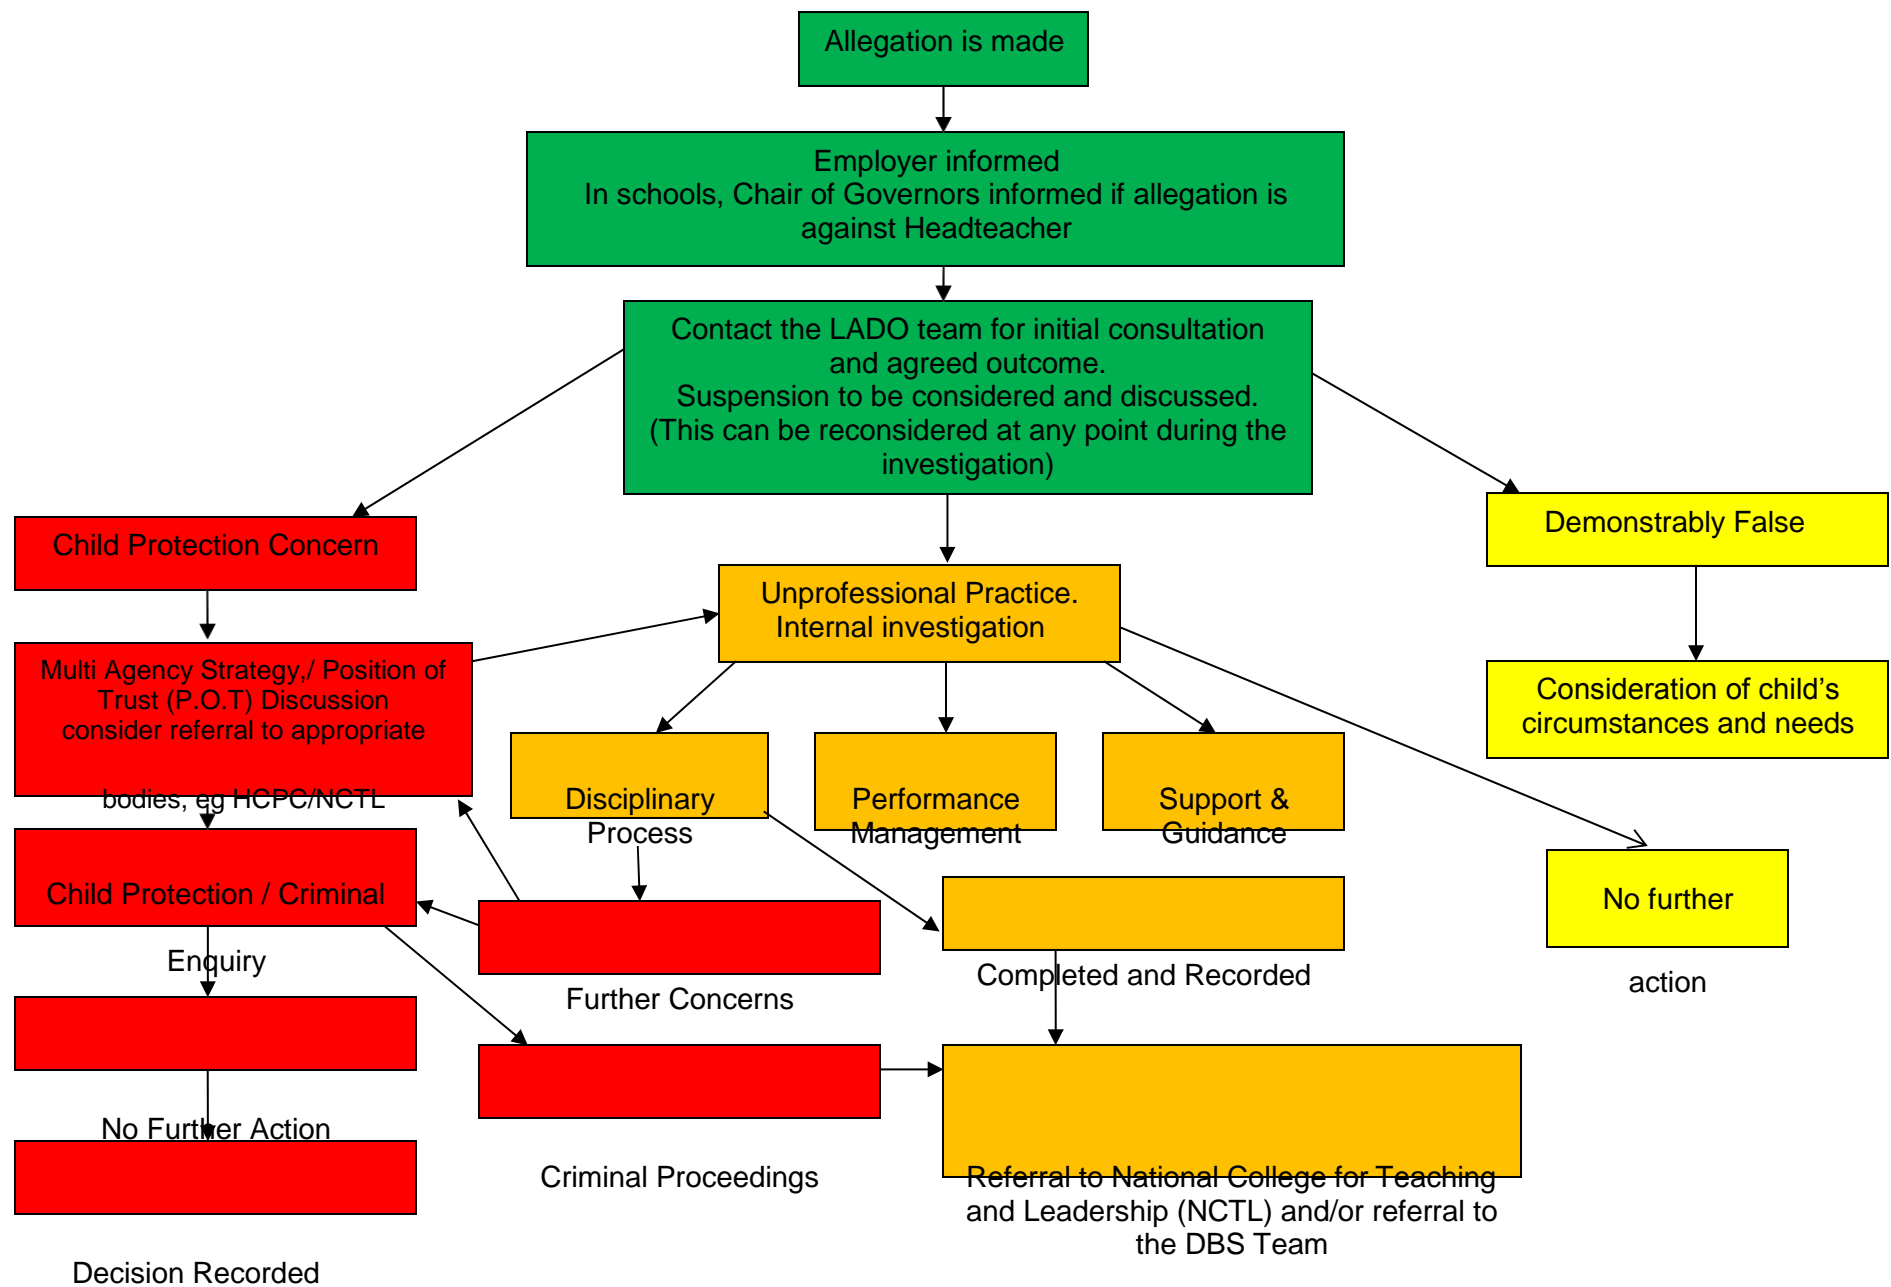 Allegation is made
Employer informed
In schools, Chair of Governors informed if allegation is
against Headteacher
Contact the LADO team for initial consultation
and agreed outcome.
Suspension to be considered and discussed.
(This can be reconsidered at any point during the
investigation)
Child Protection Concern
Demonstrably False
Unprofessional Practice.
Internal investigation
Multi Agency Strategy,/ Position of
Trust (P.O.T) Discussion
consider referral to appropriate
bodies, eg HCPC/NCTL
Consideration of child’s
circumstances and needs
Disciplinary
Process
Performance
Management
Support &
Guidance
Child Protection / Criminal
Enquiry
No further
action
Further Concerns
Completed and Recorded
No Further Action
Criminal Proceedings
Referral to National College for Teaching
and Leadership (NCTL) and/or referral to
the DBS Team
Decision Recorded